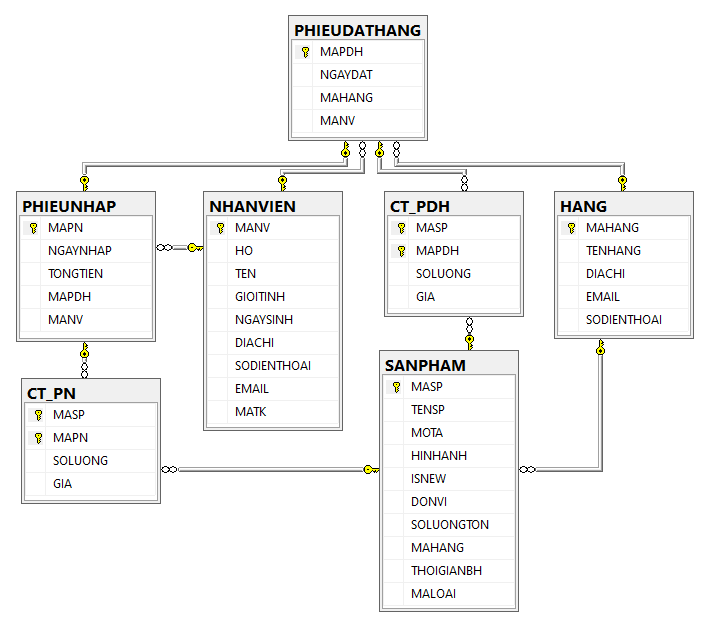 PHIEUDATHANG
MAPDH
NGAYDAT
MAHANG
MANV
PHIEUNHAP
MAPN
NGAYNHAP
TONGTIEN
MAPDH
MANV
NHANVIEN
MANV
HO
TEN
GIOITINH
NGAYSINH
DIACHI
SODIENTHOAI
EMAIL
MATK
CT_PDH
MASP
MAPDH
SOLUONG
GIA
HANG
MAHANG
TENHANG
DIACHI
EMAIL
SODIENTHOAI
CT_PN
MASP
MAPN
SOLUONG
GIA
SANPHAM
MASP
TENSP
MOTA
HINHANH
ISNEW
DONVI
SOLUONGTON
MAHANG
THOIGIANBH
MALOAI